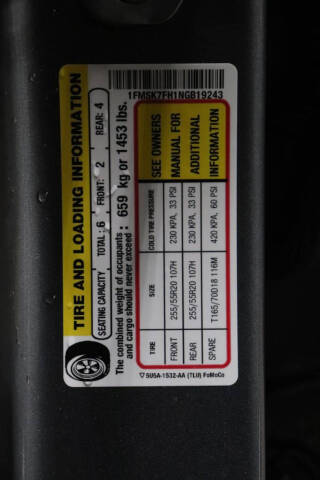 1FMSK7FH1NGB19243
TIRE AND LOADING INFORMATION
SEATING CAPACITY TOTAL: 6 FRONT: 2 REAR: 4
The combined weight of occupants and cargo should never exceed: 659 kg or 1453 lbs.
TIRE SIZE COLD TIRE PRESSURE SEE OWNERS
FRONT 255/55R20 107H 230 KPA, 33 PSI MANUAL FOR
REAR 255/55R20 107H 230 KPA, 33 PSI ADDITIONAL
SPARE T165/70D18 116M 420 KPA, 60 PSI INFORMATION
▽ 5U5A-1532-AA (TLU) FoMoCo